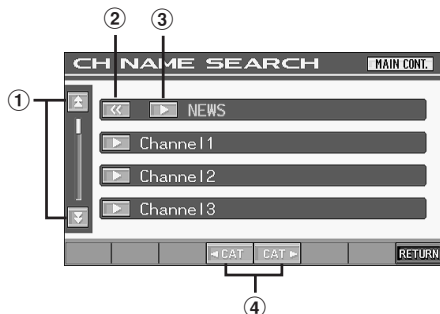 ② ③
CH NAME SEARCH MAIN CONT.
①
NEWS
Channel1
Channel2
Channel3
◄CAT CAT► RETURN
④